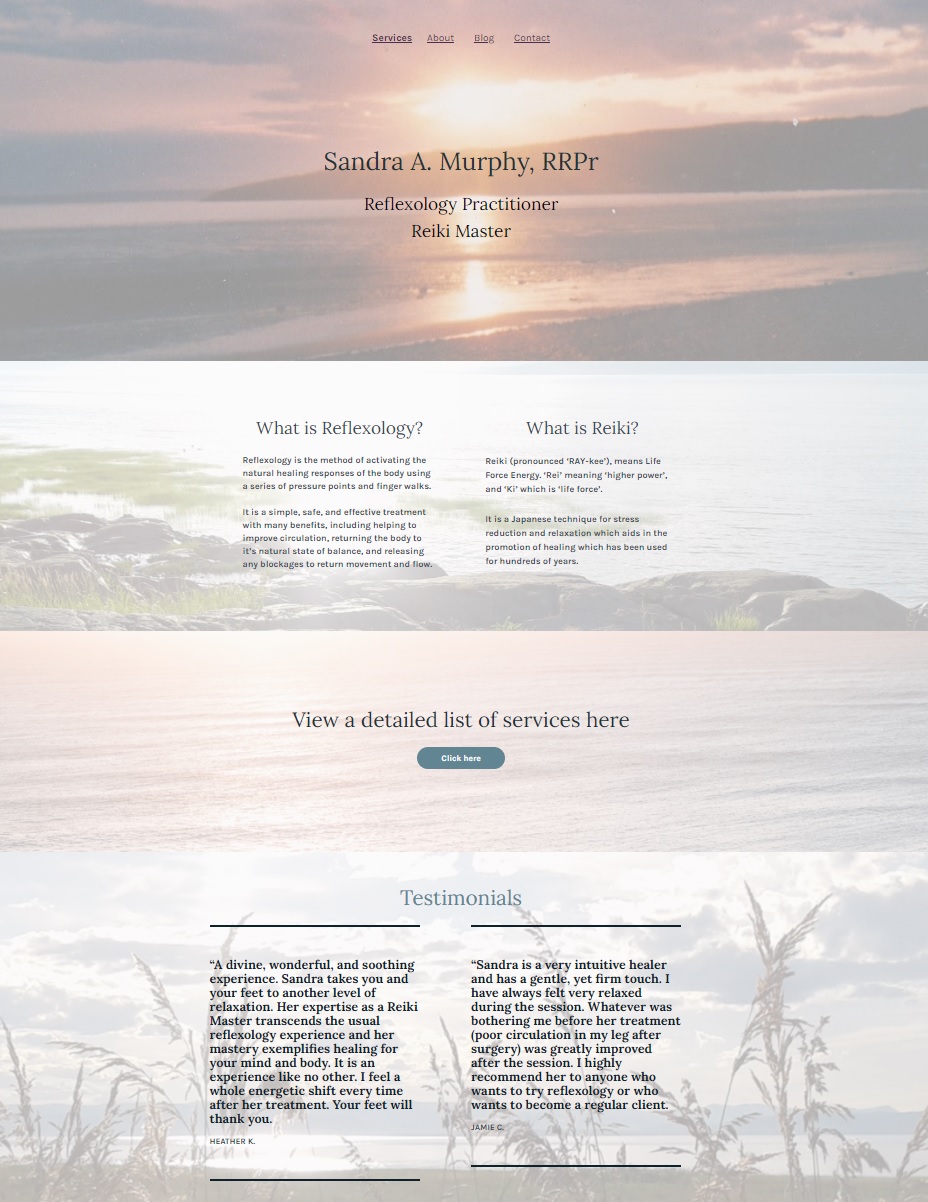 Services About Blog Contact
Sandra A. Murphy, RRPr
Reflexology Practitioner
Reiki Master
What is Reflexology?
Reflexology is the method of activating the
natural healing responses of the body using
a series of pressure points and finger walks.
It is a simple, safe, and effective treatment
with many benefits, including helping to
improve circulation, returning the body to
it's natural state of balance, and releasing
any blockages to return movement and flow.
What is Reiki?
Reiki (pronounced ‘RAY-kee’), means Life
Force Energy. ‘Rei’ meaning ‘higher power’,
and ‘Ki’ which is ‘life force’.
It is a Japanese technique for stress
reduction and relaxation which aids in the
promotion of healing which has been used
for hundreds of years.
View a detailed list of services here
Click here
Testimonials
“A divine, wonderful, and soothing
experience. Sandra takes you and
your feet to another level of
relaxation. Her expertise as a Reiki
Master transcends the usual
reflexology experience and her
mastery exemplifies healing for
your mind and body. It is an
experience like no other. I feel a
whole energetic shift every time
after her treatment. Your feet will
thank you.
HEATHER K.
“Sandra is a very intuitive healer
and has a gentle, yet firm touch. I
have always felt very relaxed
during the session. Whatever was
bothering me before her treatment
(poor circulation in my leg after
surgery) was greatly improved
after the session. I highly
recommend her to anyone who
wants to try reflexology or who
wants to become a regular client.
JAMIE C.